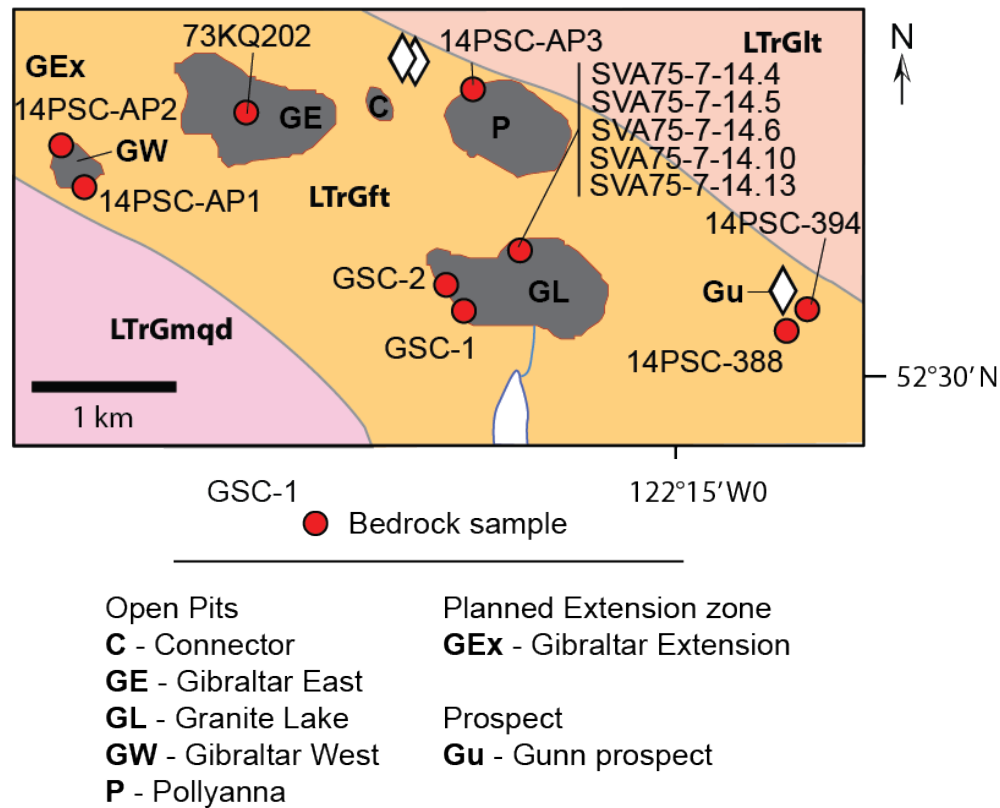 73KQ202
14PSC-AP3
LTrGlt
N
GEx
SVA75-7-14.4
SVA75-7-14.5
SVA75-7-14.6
SVA75-7-14.10
SVA75-7-14.13
14PSC-AP2
GE
C
P
GW
14PSC-AP1
LTrGft
14PSC-394
GSC-2
GL
Gu
LTrGmqd
GSC-1
14PSC-388
52°30′N
1 km
GSC-1
122°15′W0
Bedrock sample
Open Pits
C - Connector
GE - Gibraltar East
GL - Granite Lake
GW - Gibraltar West
P - Pollyanna
Planned Extension zone
GEx - Gibraltar Extension
Prospect
Gu - Gunn prospect